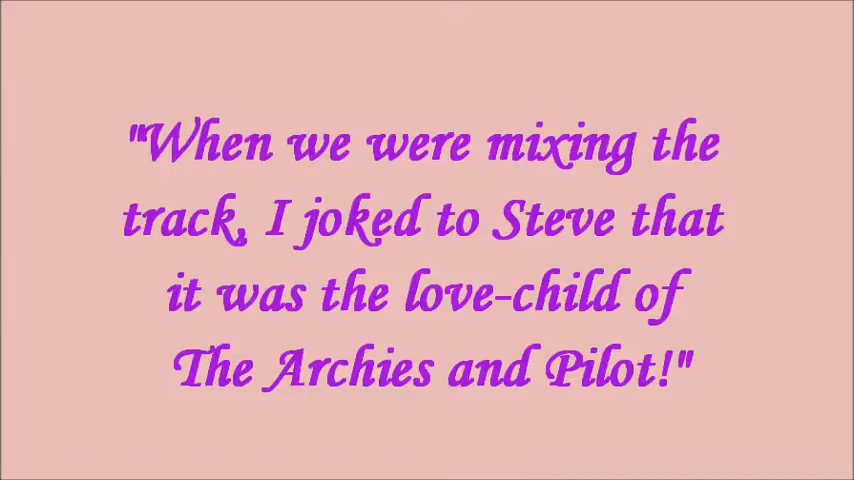 "When we were mixing the
track, I joked to Steve that
it was the love-child of
The Archies and Pilot!"